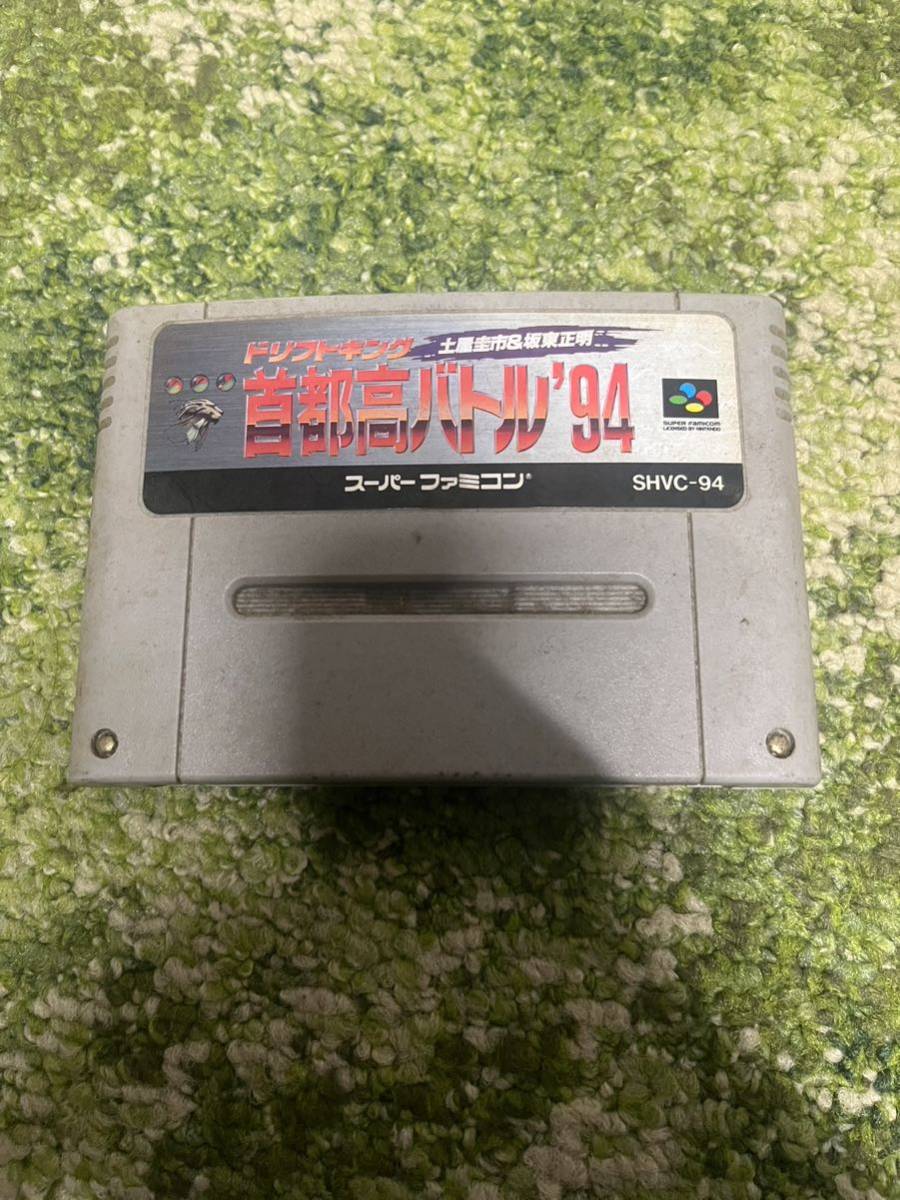 ドリフトキング 土屋圭市&坂東正明
首都高バトル'94
SUPER FAMICOM
LICENSED BY NINTENDO
スーパーファミコン® SHVC-94